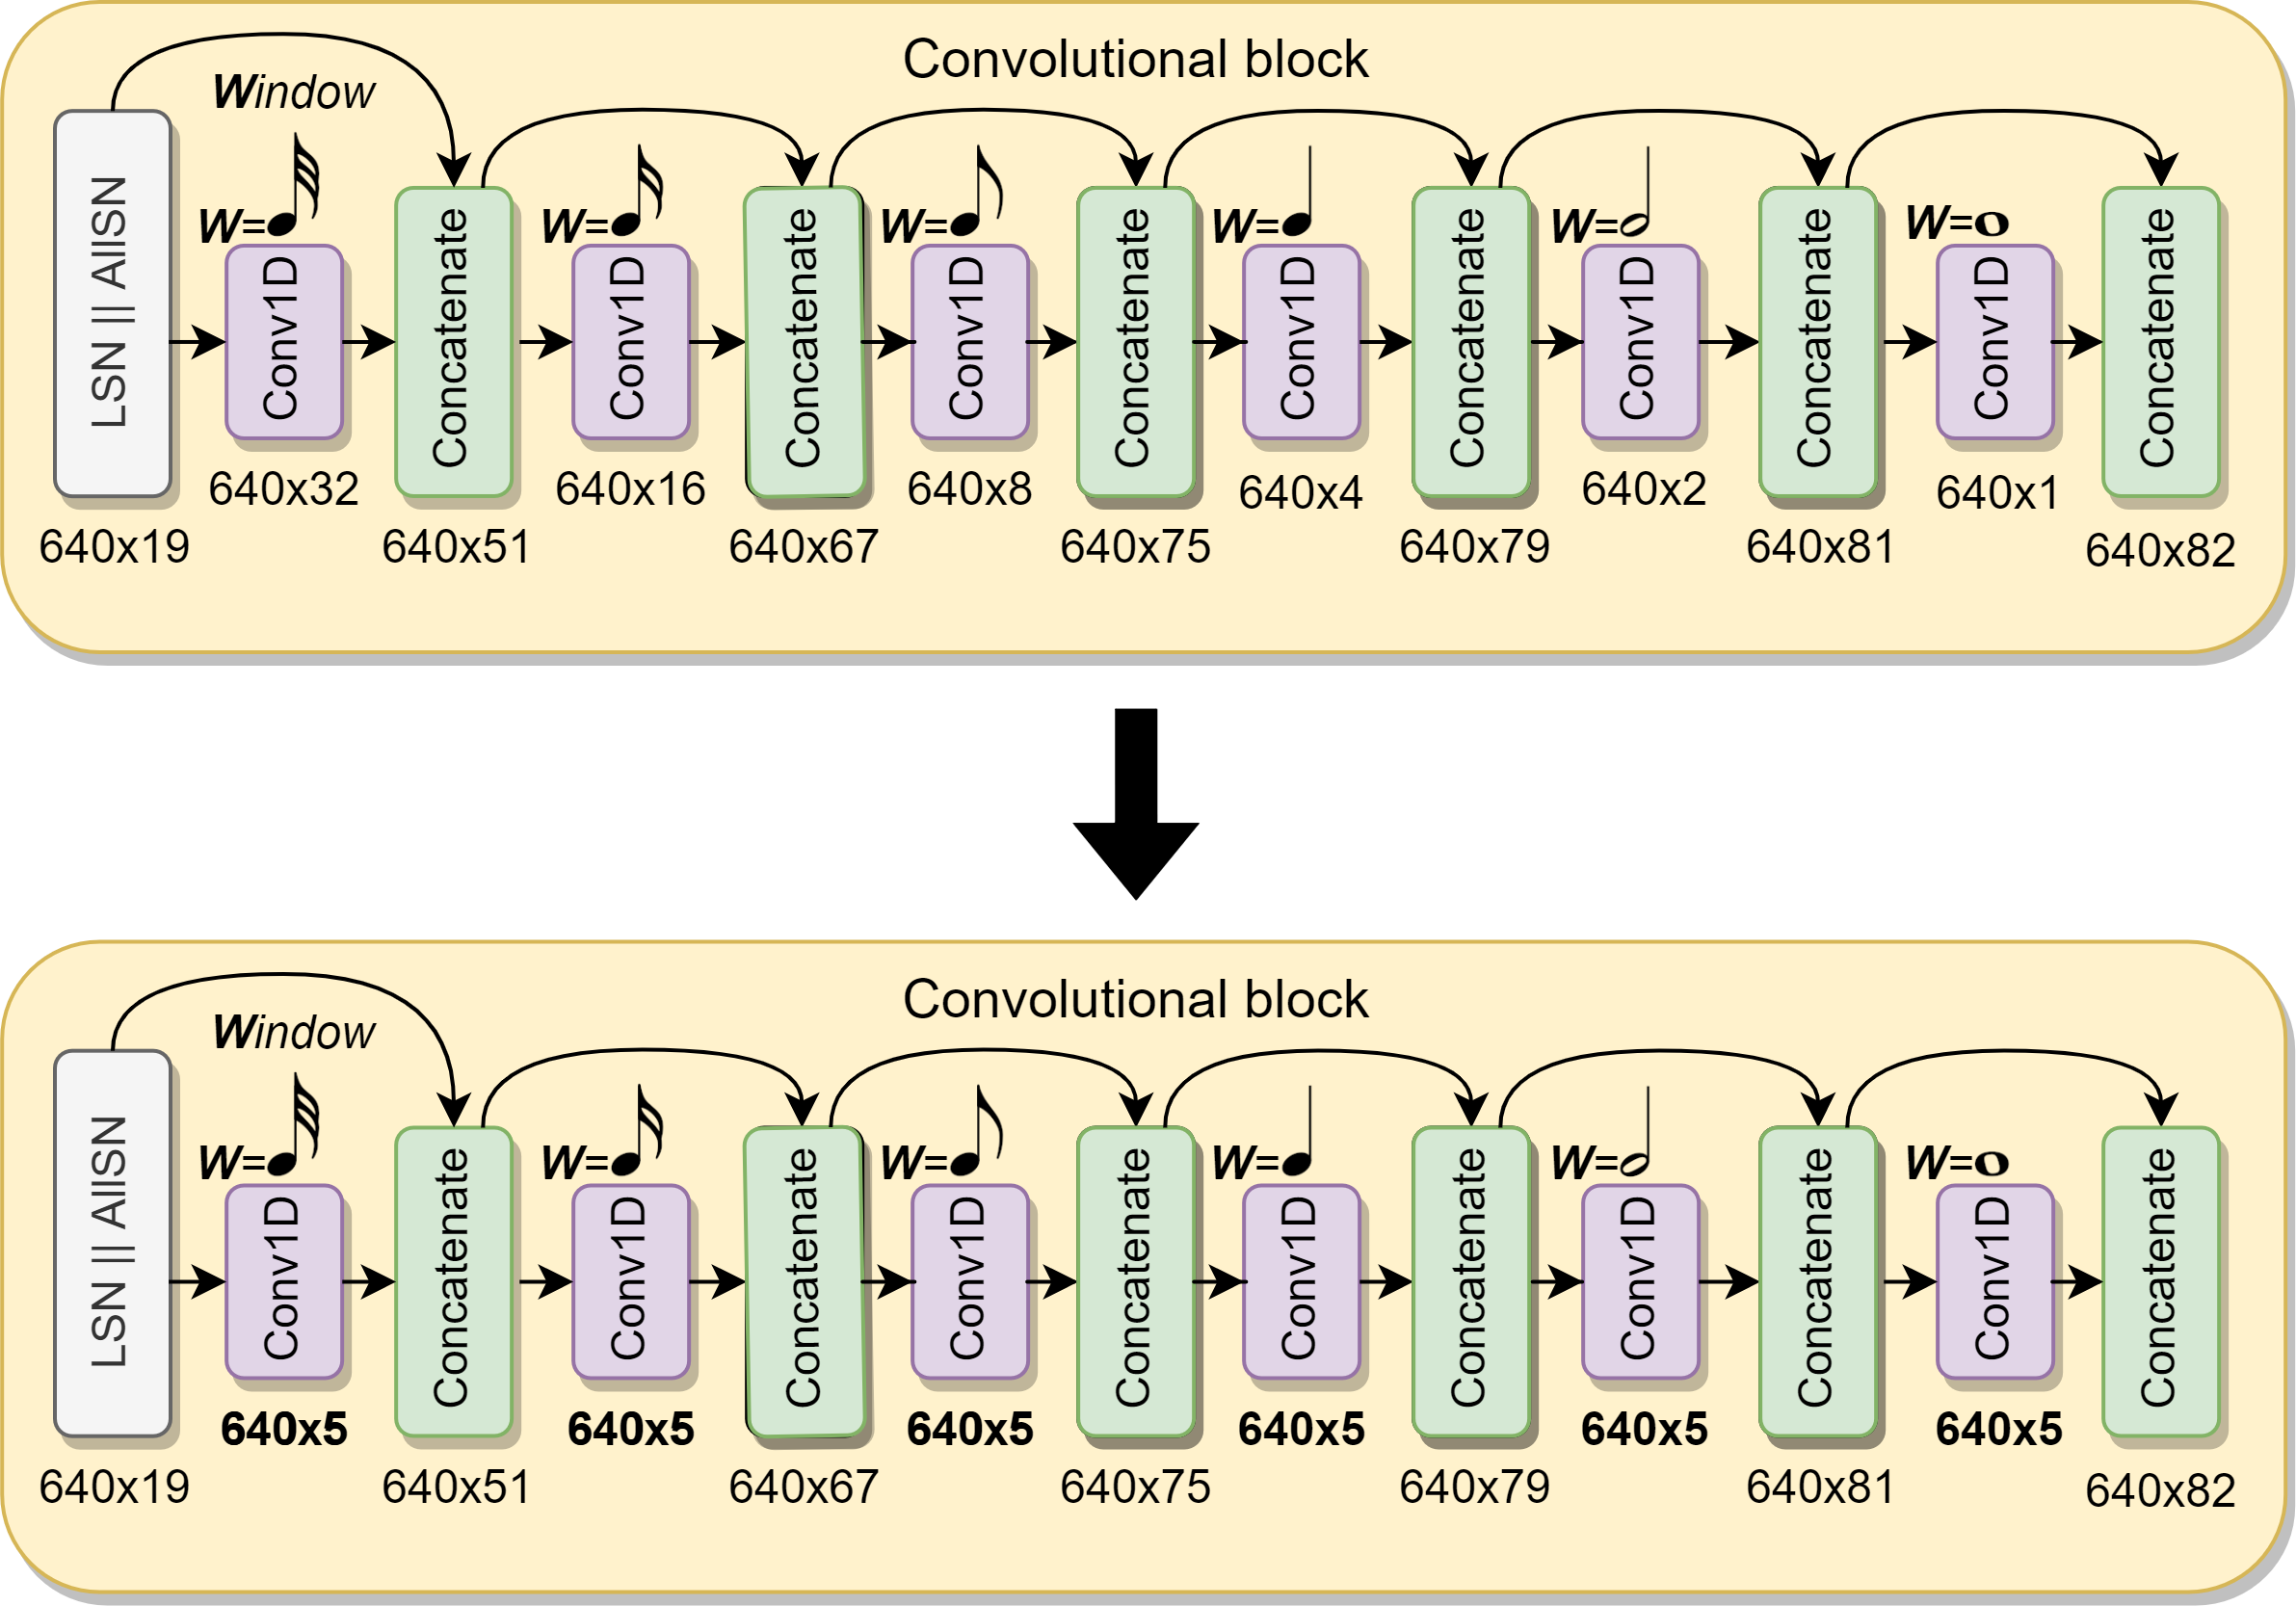 Convolutional block
Window
W= W= W= W= W= W=
LSN || AIISN
Conv1D
Concatenate
Conv1D
Concatenate
Conv1D
Concatenate
Conv1D
Concatenate
Conv1D
Concatenate
Conv1D
Concatenate
640x32 640x16 640x8 640x4 640x2 640x1
640x19 640x51 640x67 640x75 640x79 640x81 640x82
Convolutional block
Window
W= W= W= W= W= W=
LSN || AIISN
Conv1D
Concatenate
Conv1D
Concatenate
Conv1D
Concatenate
Conv1D
Concatenate
Conv1D
Concatenate
Conv1D
Concatenate
640x5 640x5 640x5 640x5 640x5 640x5
640x19 640x51 640x67 640x75 640x79 640x81 640x82